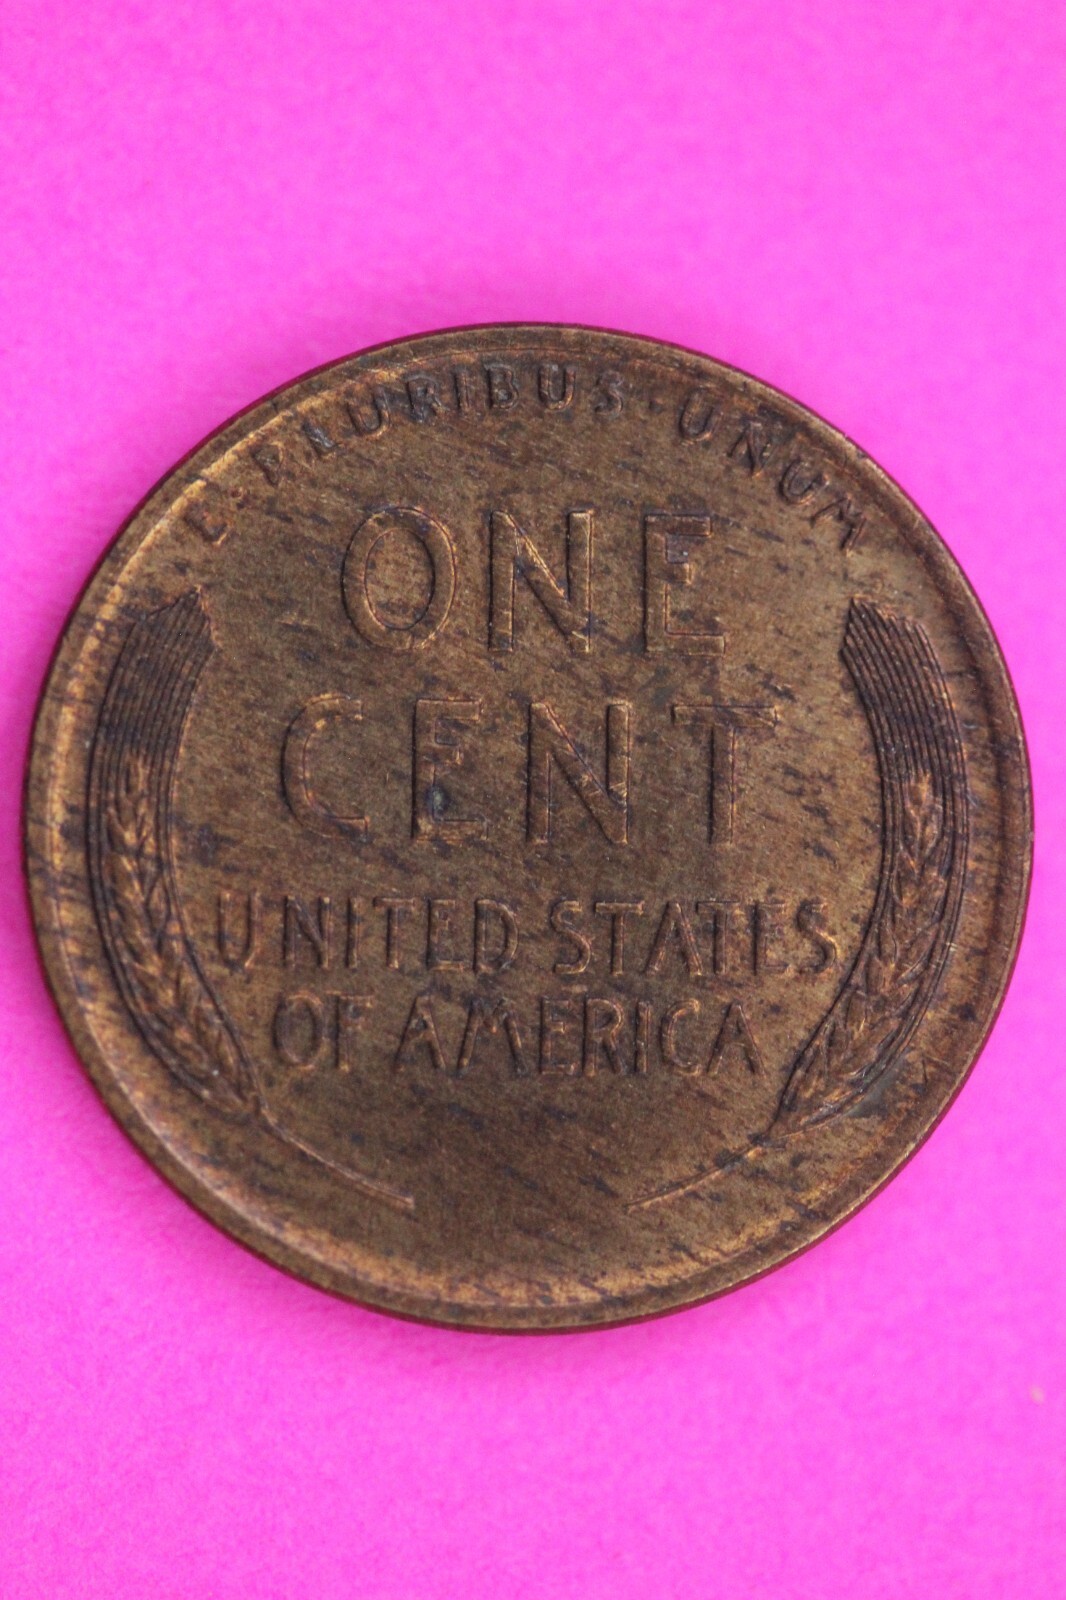 E·PLURIBUS·UNUM
ONE
CENT
UNITED STATES
OF AMERICA